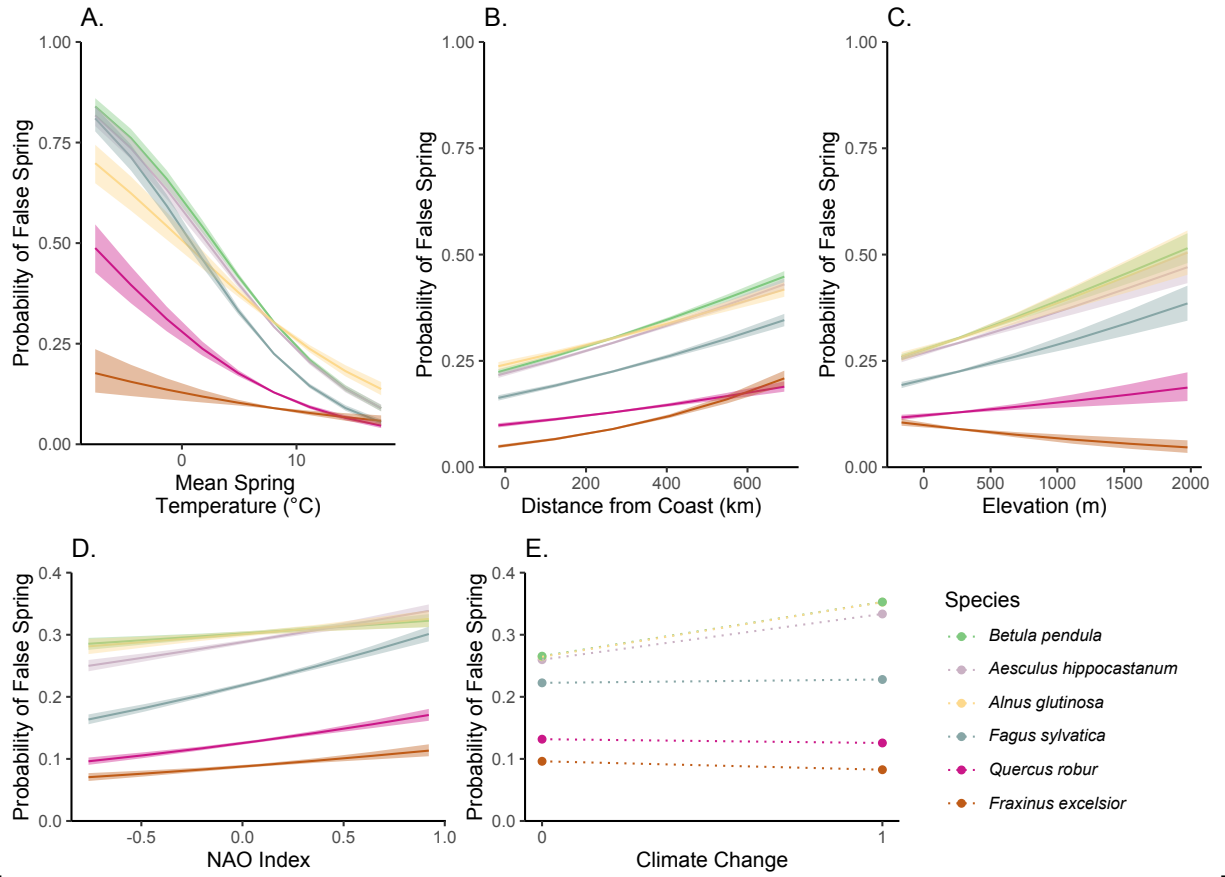 A.
1.00
0.75
0.50
0.25
0.00
Probability of False Spring
0
10
Mean Spring
Temperature (°C)
B.
1.00
0.75
0.50
0.25
0.00
Probability of False Spring
0
200
400
600
Distance from Coast (km)
C.
1.00
0.75
0.50
0.25
0.00
Probability of False Spring
0
500
1000
1500
2000
Elevation (m)
D.
0.4
0.3
0.2
0.1
0.0
Probability of False Spring
-0.5
0.0
0.5
1.0
NAO Index
E.
0.4
0.3
0.2
0.1
0.0
Probability of False Spring
0
1
Climate Change
Species
Betula pendula
Aesculus hippocastanum
Alnus glutinosa
Fagus sylvatica
Quercus robur
Fraxinus excelsior